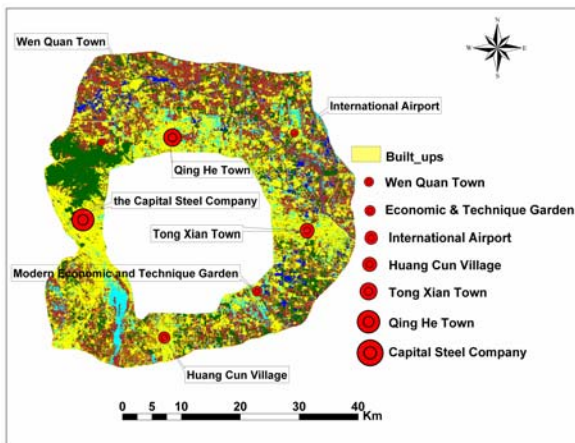 Wen Quan Town
N
W
E
S
International Airport
Built_ups
Qing He Town
Wen Quan Town
the Capital Steel Company
Economic & Technique Garden
Tong Xian Town
International Airport
Huang Cun Village
Modern Economic and Technique Garden
Tong Xian Town
Qing He Town
Capital Steel Company
Huang Cun Village
0 5 10 20 30 40
Km